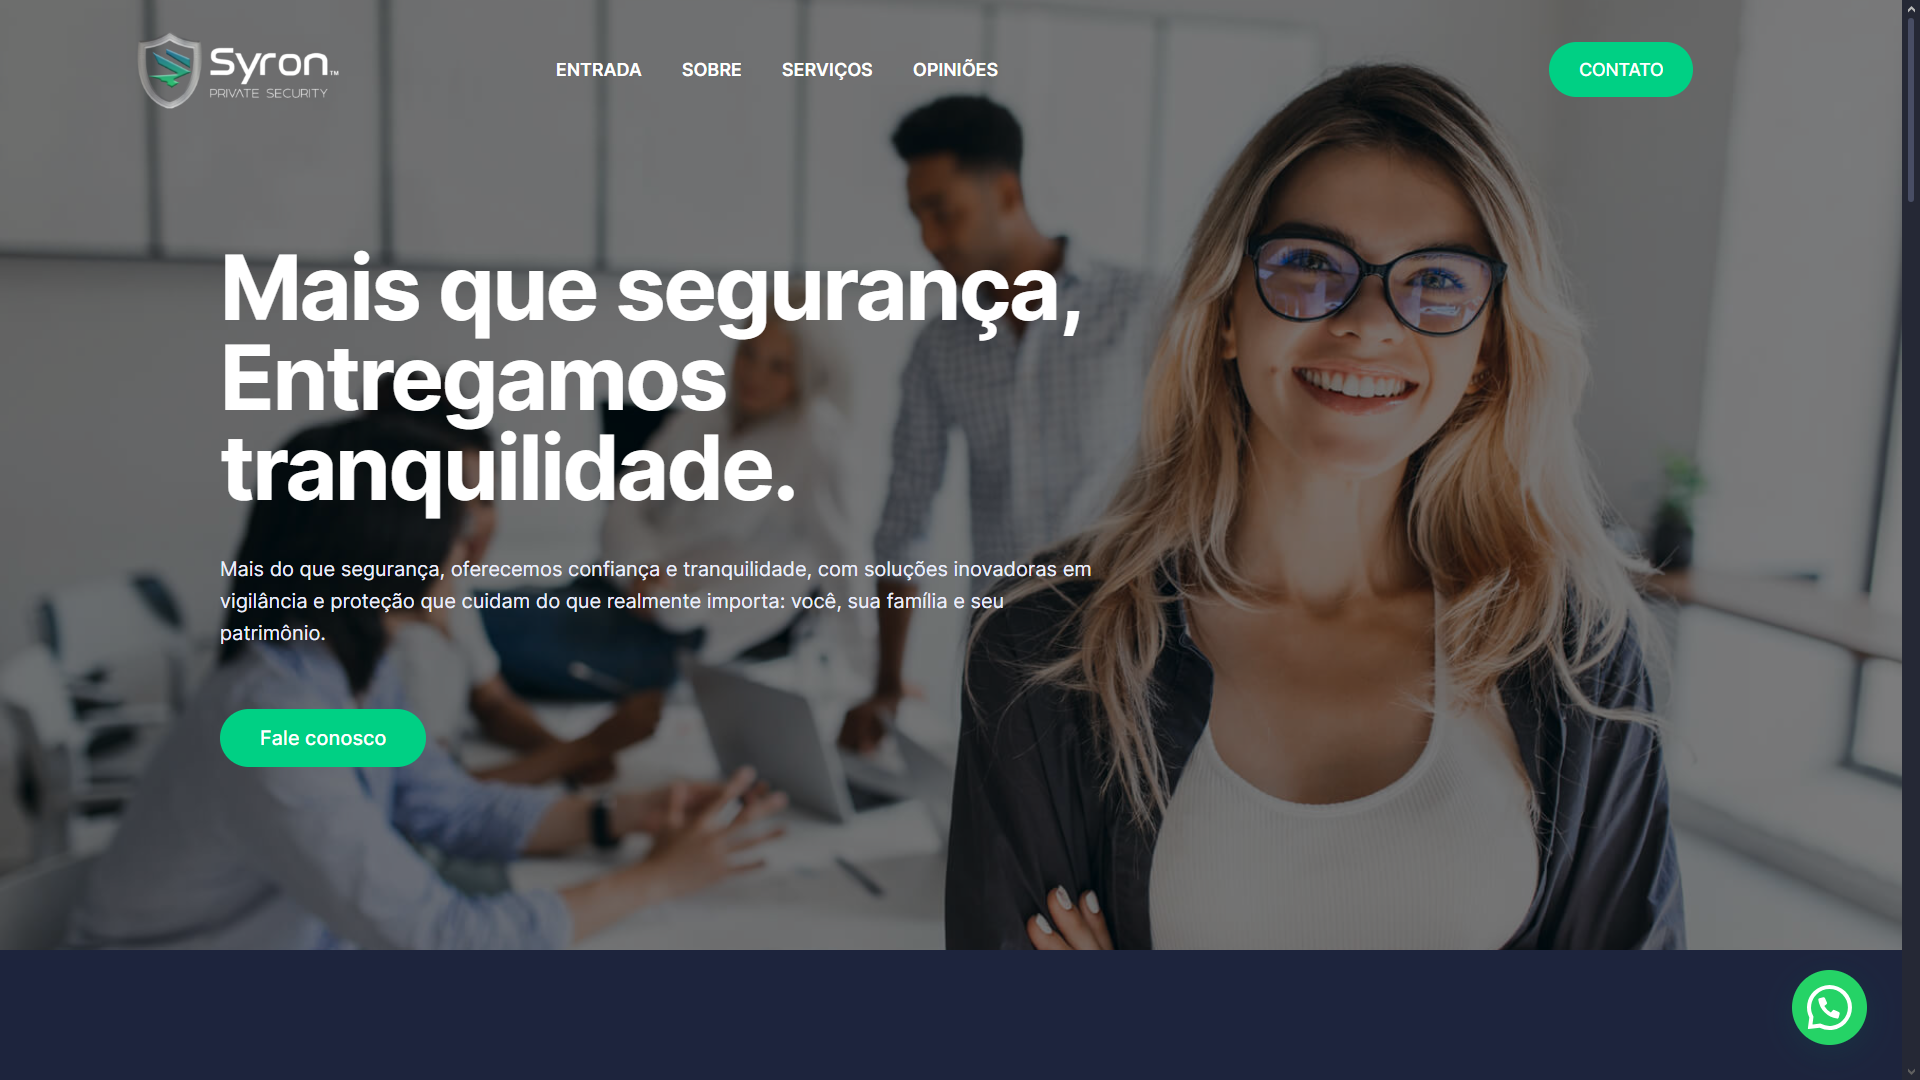 Syron™
PRIVATE SECURITY
ENTRADA
SOBRE
SERVIÇOS
OPINIÕES
CONTATO
Mais que segurança,
Entregamos
tranquilidade.
Mais do que segurança, oferecemos confiança e tranquilidade, com soluções inovadoras em
vigilância e proteção que cuidam do que realmente importa: você, sua família e seu
patrimônio.
Fale conosco